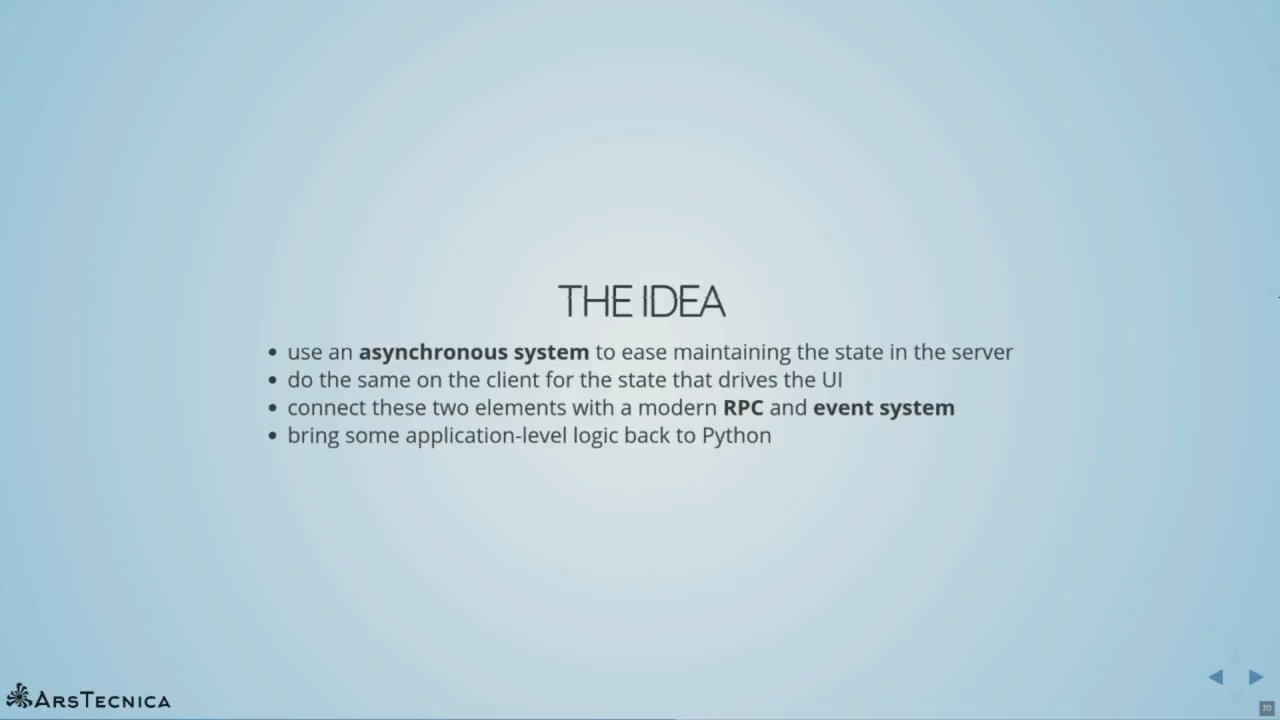 THE IDEA
• use an asynchronous system to ease maintaining the state in the server
• do the same on the client for the state that drives the UI
• connect these two elements with a modern RPC and event system
• bring some application-level logic back to Python
ARSTECNICA
20